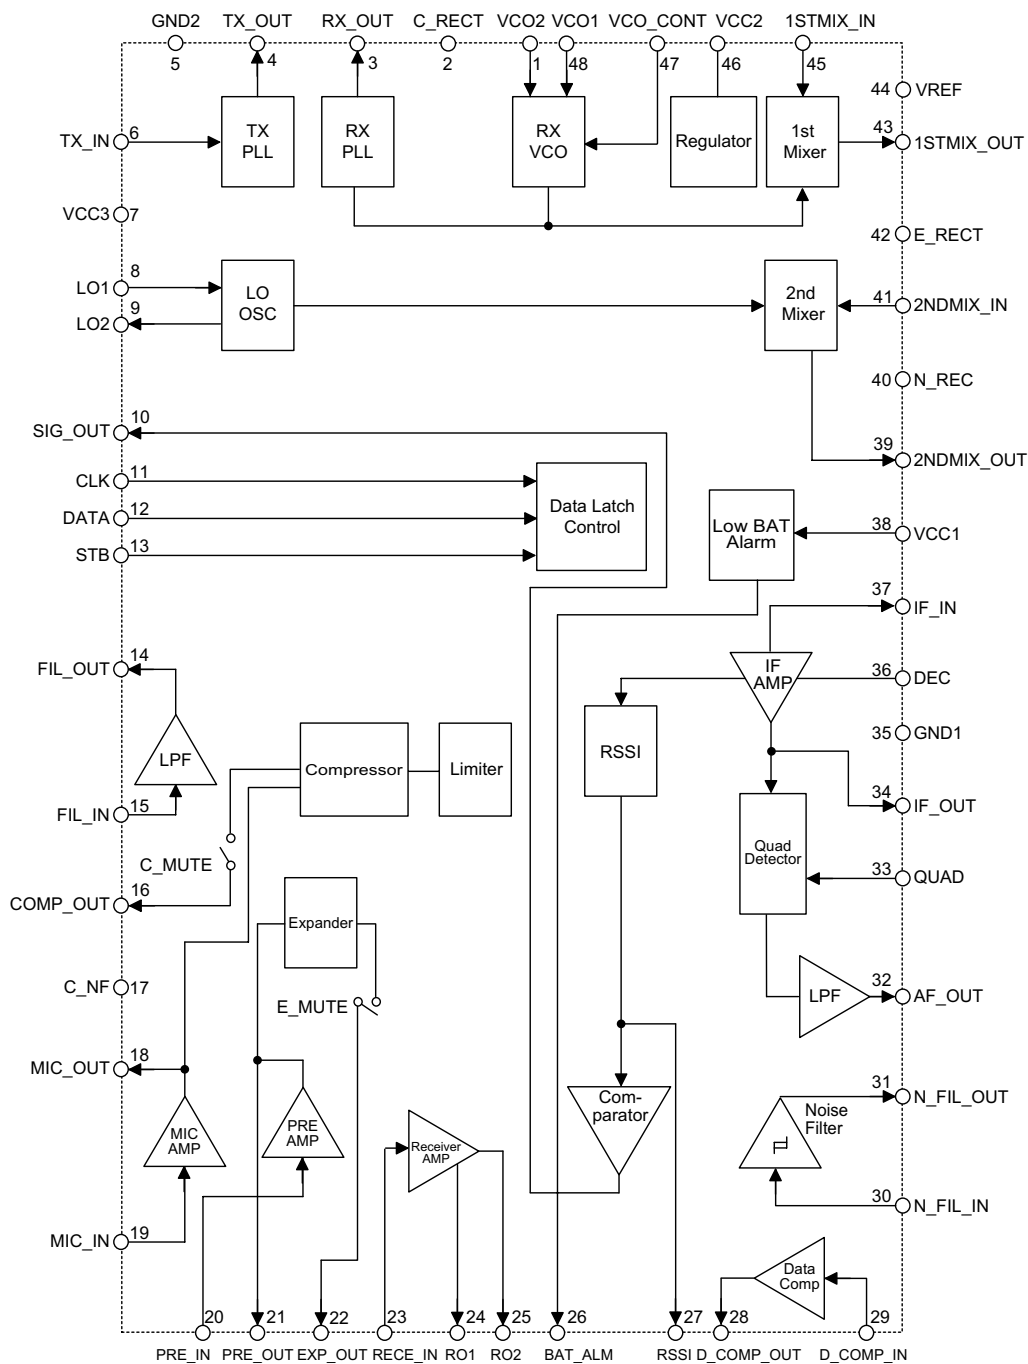 GND2 TX_OUT RX_OUT C_RECT VCO2 VCO1 VCO_CONT VCC2 1STMIX_IN
5 4 3 2 1 48 47 46 45
44 VREF
TX_IN 6
TX
PLL
RX
PLL
RX
VCO
Regulator
1st
Mixer
43 1STMIX_OUT
VCC3 7
42 E_RECT
LO1 8
LO2 9
LO
OSC
2nd
Mixer
41 2NDMIX_IN
40 N_REC
SIG_OUT 10
39 2NDMIX_OUT
CLK 11
DATA 12
STB 13
Data Latch
Control
Low BAT
Alarm
38 VCC1
37 IF_IN
FIL_OUT 14
IF
AMP
36 DEC
35 GND1
LPF
Compressor
Limiter
RSSI
FIL_IN 15
34 IF_OUT
C_MUTE
Quad
Detector
33 QUAD
COMP_OUT 16
Expander
C_NF 17
E_MUTE
LPF
32 AF_OUT
MIC_OUT 18
Com-
parator
31 N_FIL_OUT
Noise
Filter
MIC
AMP
PRE
AMP
Receiver
AMP
30 N_FIL_IN
MIC_IN 19
Data
Comp
20 21 22 23 24 25 26 27 28 29
PRE_IN PRE_OUT EXP_OUT RECE_IN RO1 RO2 BAT_ALM RSSI D_COMP_OUT D_COMP_IN